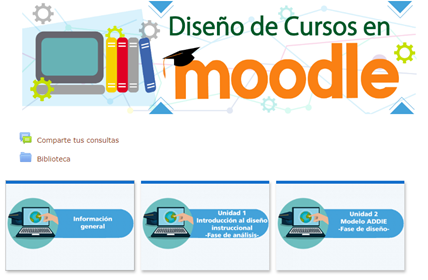 Diseño de Cursos en
moodle
Comparte tus consultas
Biblioteca
Información
general
Unidad 1
Introducción al diseño
instruccional
-Fase de análisis-
Unidad 2
Modelo ADDIE
-Fase de diseño-